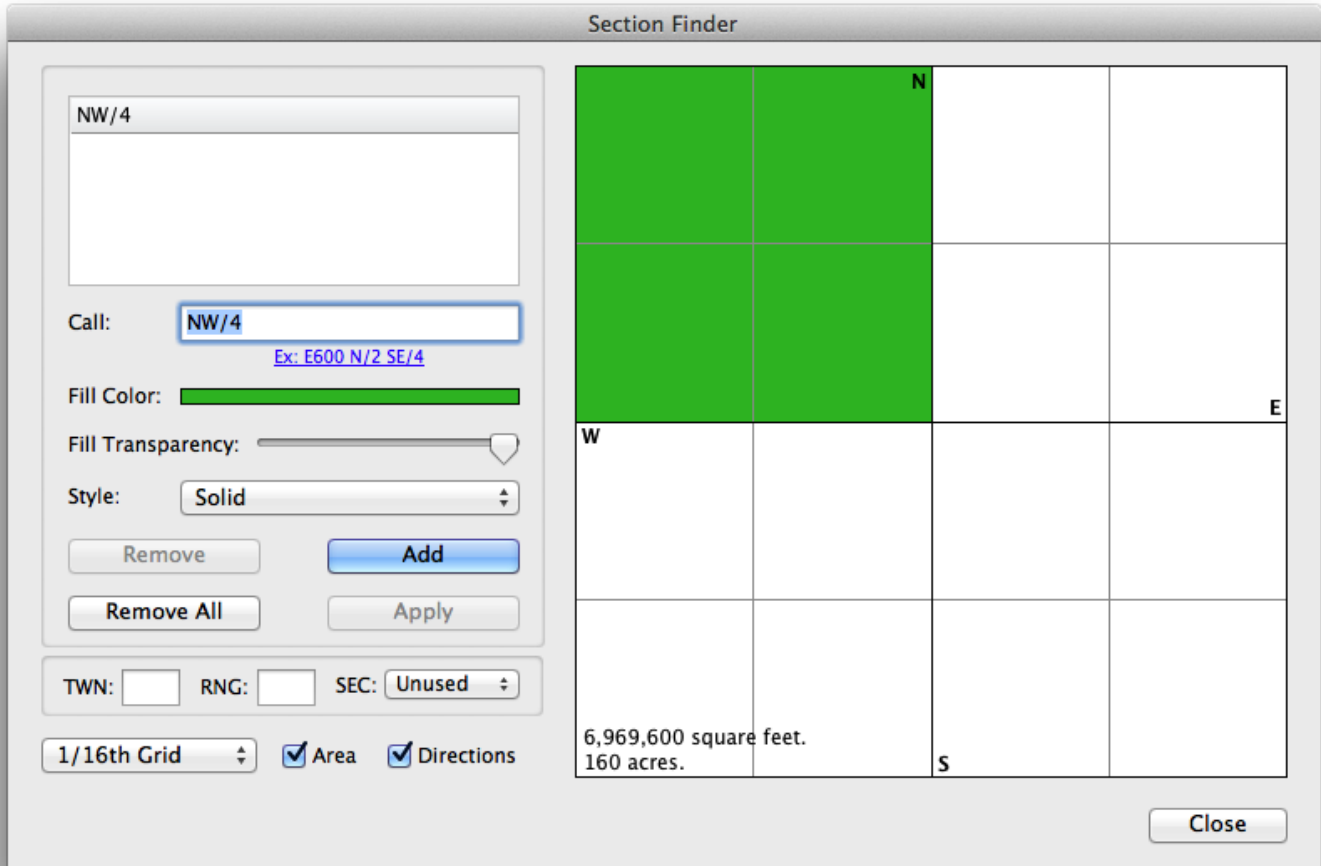 Section Finder
NW/4
Call: NW/4
Ex: E600 N/2 SE/4
Fill Color:
Fill Transparency:
Style: Solid
Remove Add
Remove All Apply
TWN: RNG: SEC: Unused
1/16th Grid Area Directions
N
E
W
6,969,600 square feet.
160 acres.
S
Close